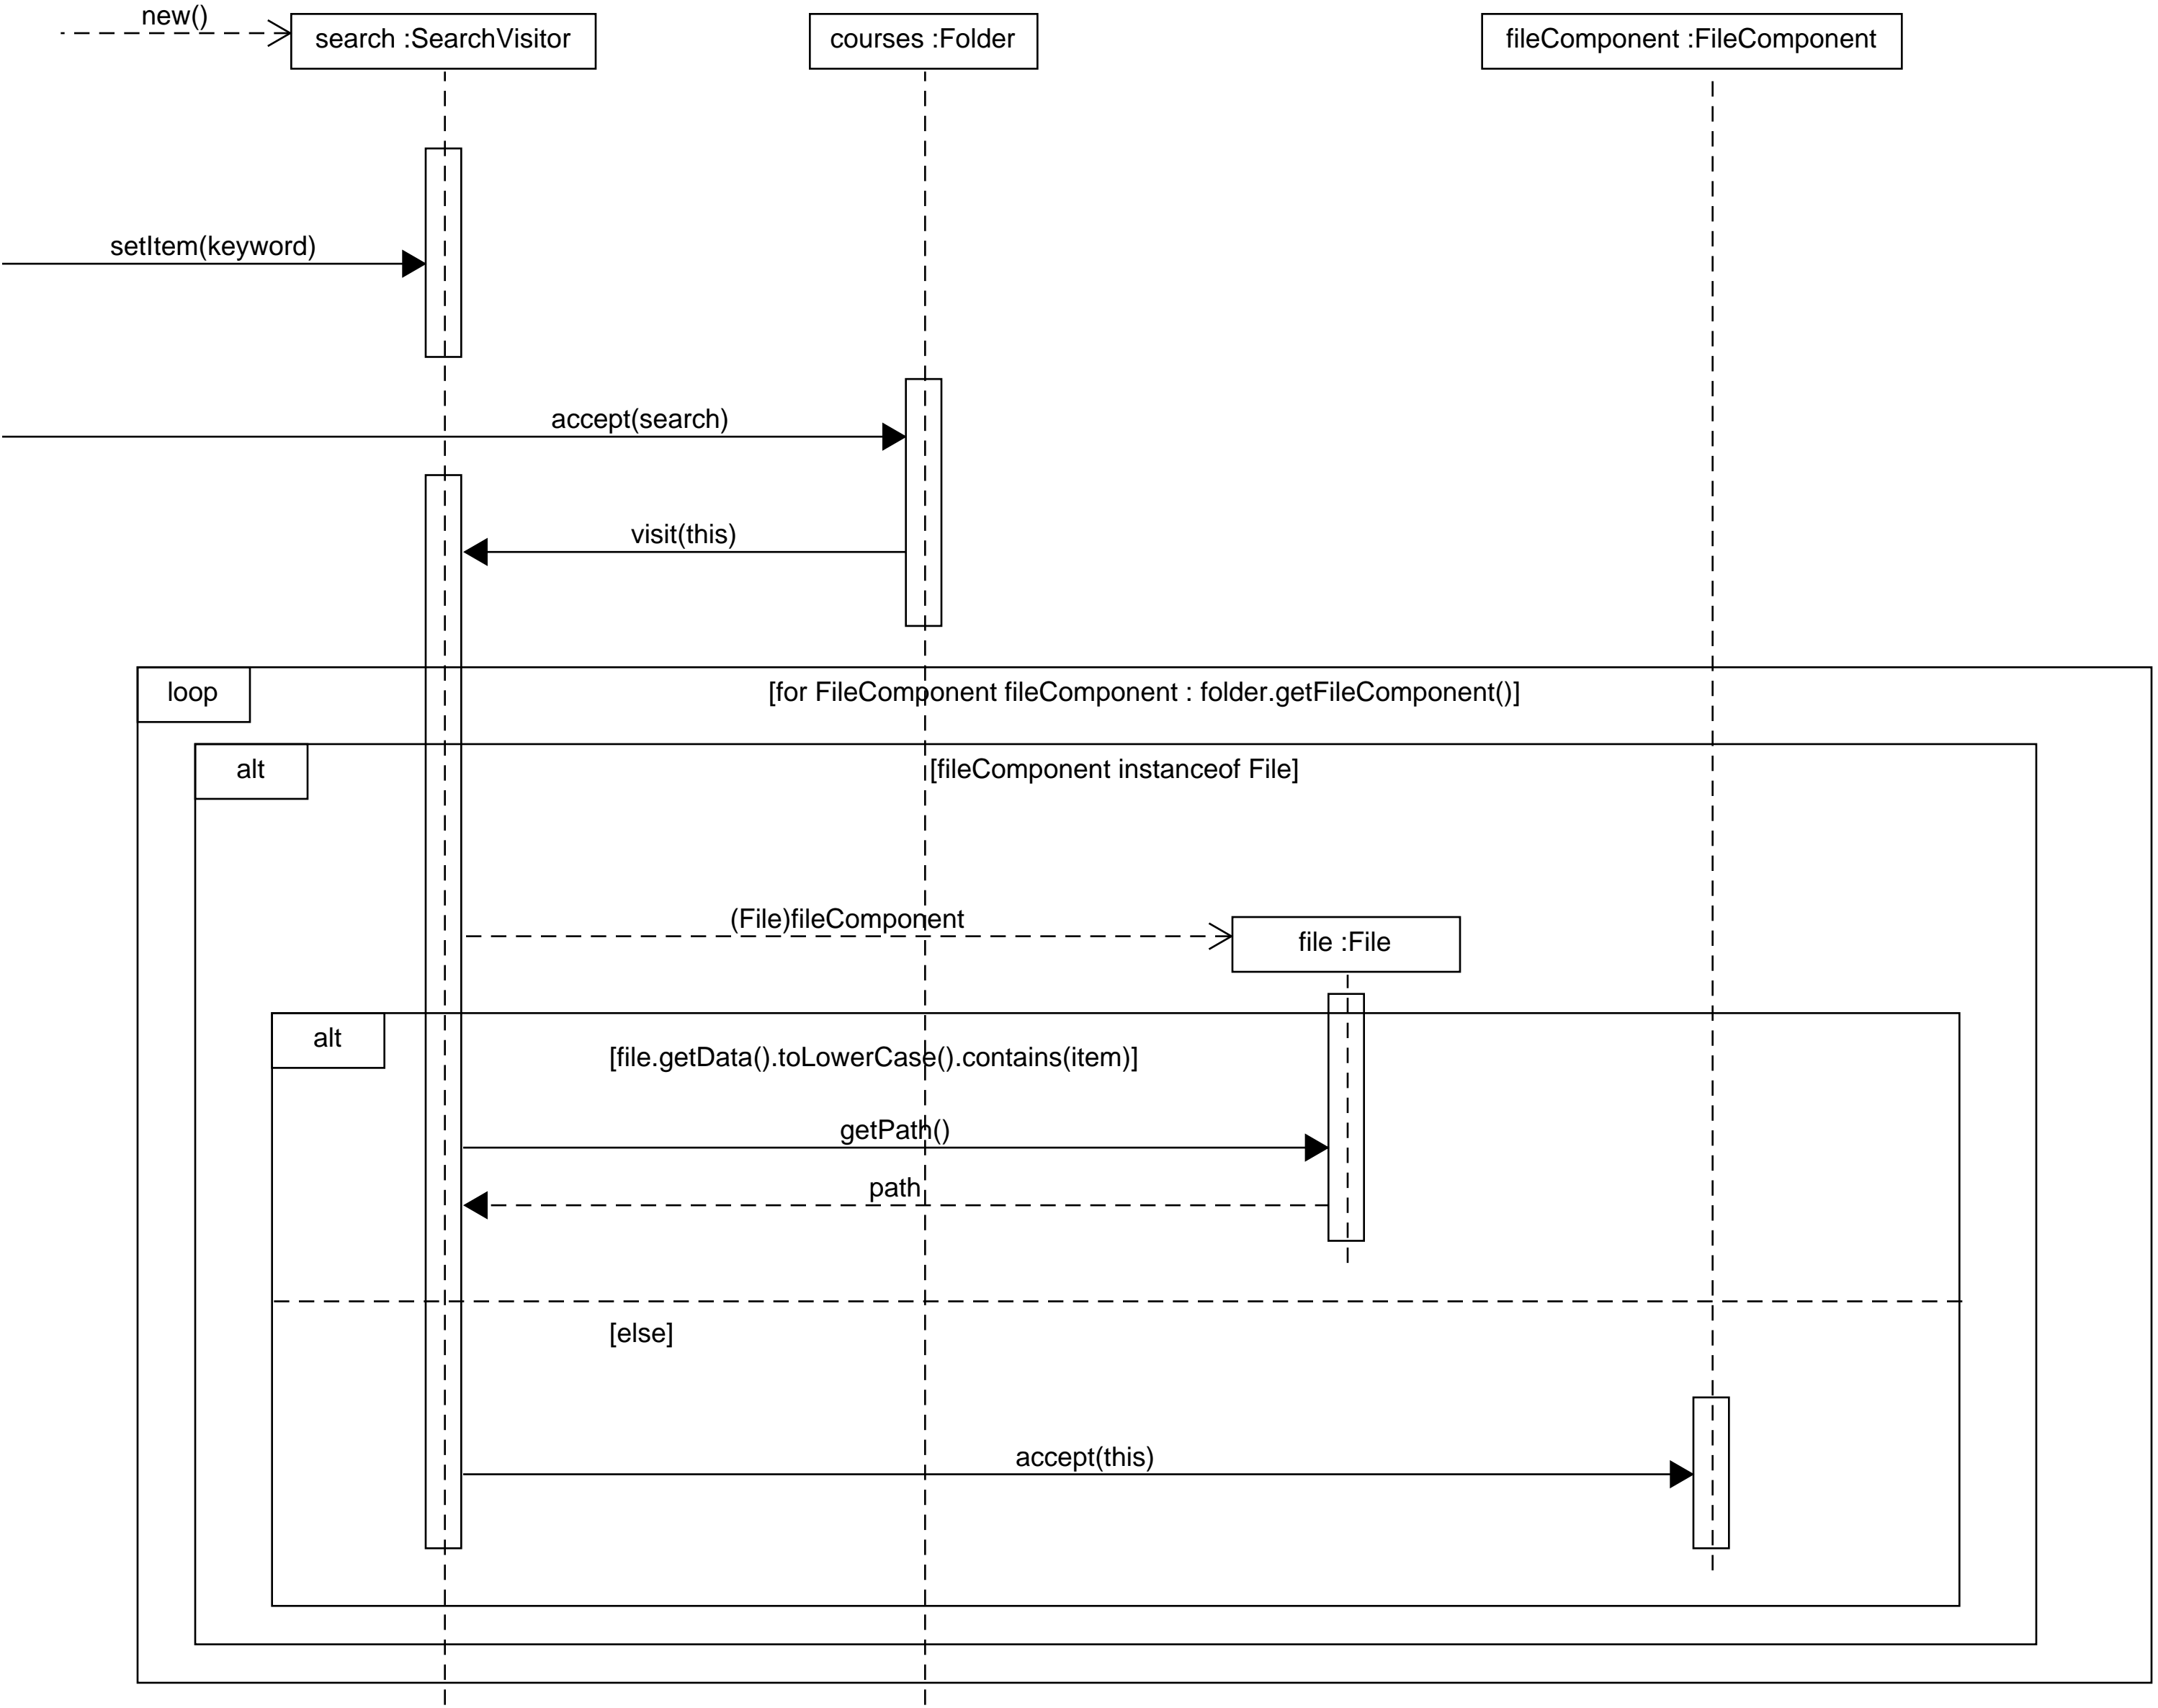 new()
search :SearchVisitor
courses :Folder
fileComponent :FileComponent
setItem(keyword)
accept(search)
visit(this)
loop
[for FileComponent fileComponent : folder.getFileComponent()]
alt
[fileComponent instanceof File]
(File)fileComponent
file :File
alt
[file.getData().toLowerCase().contains(item)]
getPath()
path
[else]
accept(this)